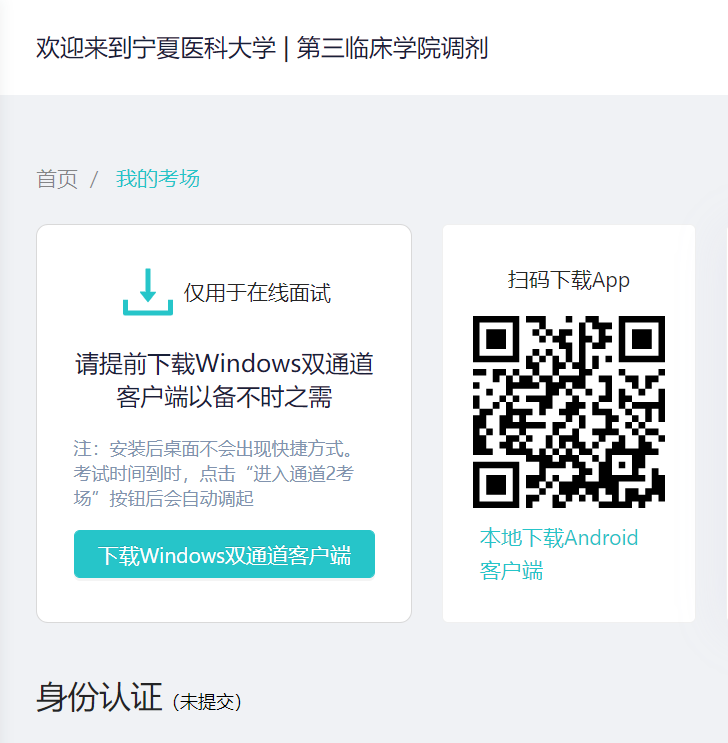 欢迎来到宁夏医科大学 | 第三临床学院调剂
首页 / 我的考场
仅用于在线面试
请提前下载Windows双通道
客户端以备不时之需
注：安装后桌面不会出现快捷方式。
考试时间到时，点击“进入通道2考
场”按钮后会自动调起
下载Windows双通道客户端
扫码下载App
本地下载Android
客户端
身份认证（未提交）